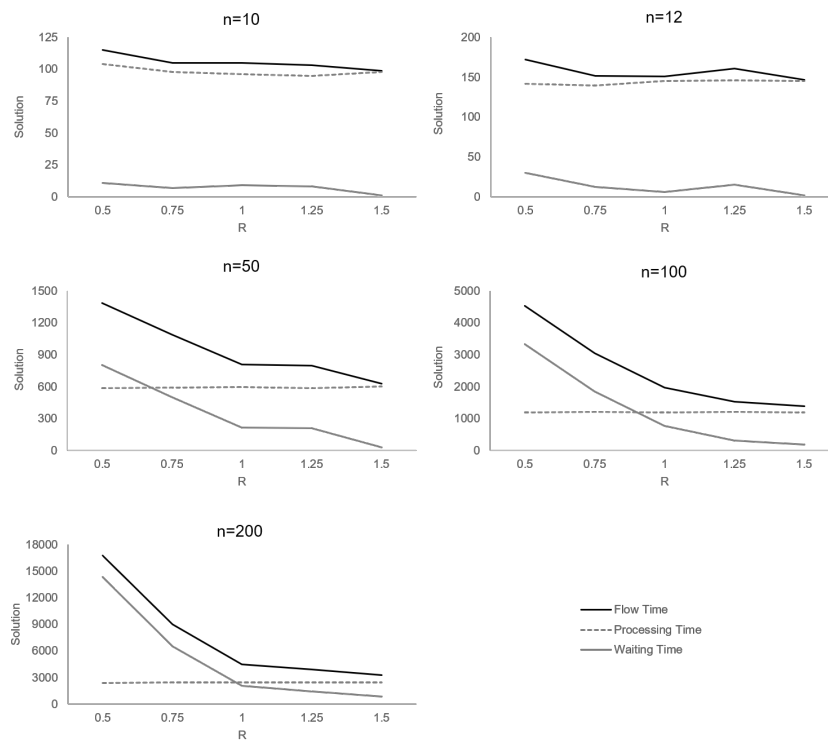 n=10
125
100
75
50
25
0
Solution
0.5 0.75 1 1.25 1.5
R
n=12
200
150
100
50
0
Solution
0.5 0.75 1 1.25 1.5
R
n=50
1500
1200
900
600
300
0
Solution
0.5 0.75 1 1.25 1.5
R
n=100
5000
4000
3000
2000
1000
0
Solution
0.5 0.75 1 1.25 1.5
R
n=200
18000
15000
12000
9000
6000
3000
0
Solution
0.5 0.75 1 1.25 1.5
R
Flow Time
Processing Time
Waiting Time